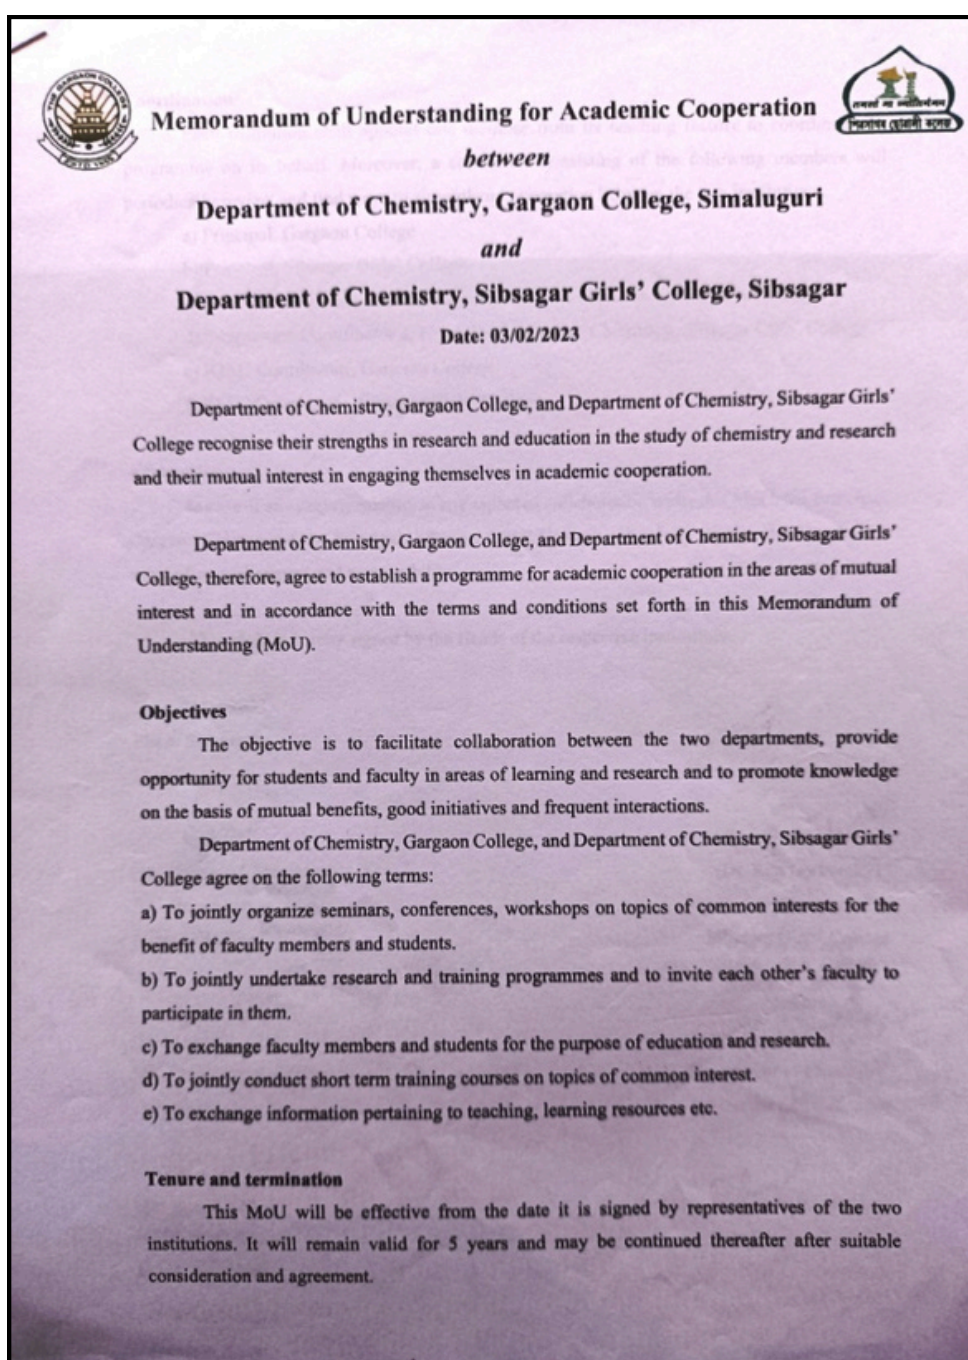 THE GARGAON COLLEGE
ESTD 1959
तमसो मा ज्योतिर्गमय
শিৱসাগৰ ছোৱালী কলেজ
Memorandum of Understanding for Academic Cooperation
between
Department of Chemistry, Gargaon College, Simaluguri
and
Department of Chemistry, Sibsagar Girls’ College, Sibsagar
Date: 03/02/2023
Department of Chemistry, Gargaon College, and Department of Chemistry, Sibsagar Girls’
College recognise their strengths in research and education in the study of chemistry and research
and their mutual interest in engaging themselves in academic cooperation.
Department of Chemistry, Gargaon College, and Department of Chemistry, Sibsagar Girls’
College, therefore, agree to establish a programme for academic cooperation in the areas of mutual
interest and in accordance with the terms and conditions set forth in this Memorandum of
Understanding (MoU).
Objectives
The objective is to facilitate collaboration between the two departments, provide
opportunity for students and faculty in areas of learning and research and to promote knowledge
on the basis of mutual benefits, good initiatives and frequent interactions.
Department of Chemistry, Gargaon College, and Department of Chemistry, Sibsagar Girls’
College agree on the following terms:
a) To jointly organize seminars, conferences, workshops on topics of common interests for the
benefit of faculty members and students.
b) To jointly undertake research and training programmes and to invite each other’s faculty to
participate in them.
c) To exchange faculty members and students for the purpose of education and research.
d) To jointly conduct short term training courses on topics of common interest.
e) To exchange information pertaining to teaching, learning resources etc.
Tenure and termination
This MoU will be effective from the date it is signed by representatives of the two
institutions. It will remain valid for 5 years and may be continued thereafter after suitable
consideration and agreement.